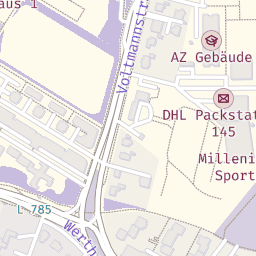 aus 1
Voltmannstr
AZ Gebäude
DHL Packstat
145
Milleni
Sport
L 785
Werth